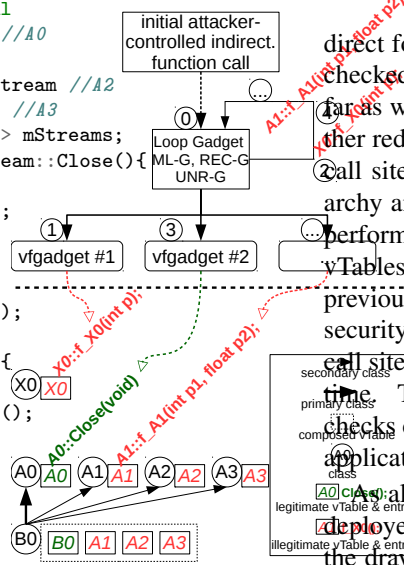 l
//A0
tream //A2
//A3
> mStreams;
eam::Close(){
;
);
{
();
initial attacker-
controlled indirect.
function call
...
0
4
2
Loop Gadget
ML-G, REC-G
UNR-G
A1::f_A1(int p1, float p2)
X0::f_X0(int p)
1
3
...
vfgadget #1
vfgadget #2
...
X0::f_X0(int p);
A0::Close(void)
A1::f_A1(int p1, float p2);
X0
X0
A0
A0
A1
A1
A2
A2
A3
A3
B0
B0
A1
A2
A3
secondary class
primary class
composed vTable
A0
class
A0 Close();
legitimate vTable & entr
illegitimate vTable & entr
direct fo
checked
far as w
ther red
call site
archy a
perform
vTables
previou
security
call site
time. T
checks
applicat
As al
deploye
the draw